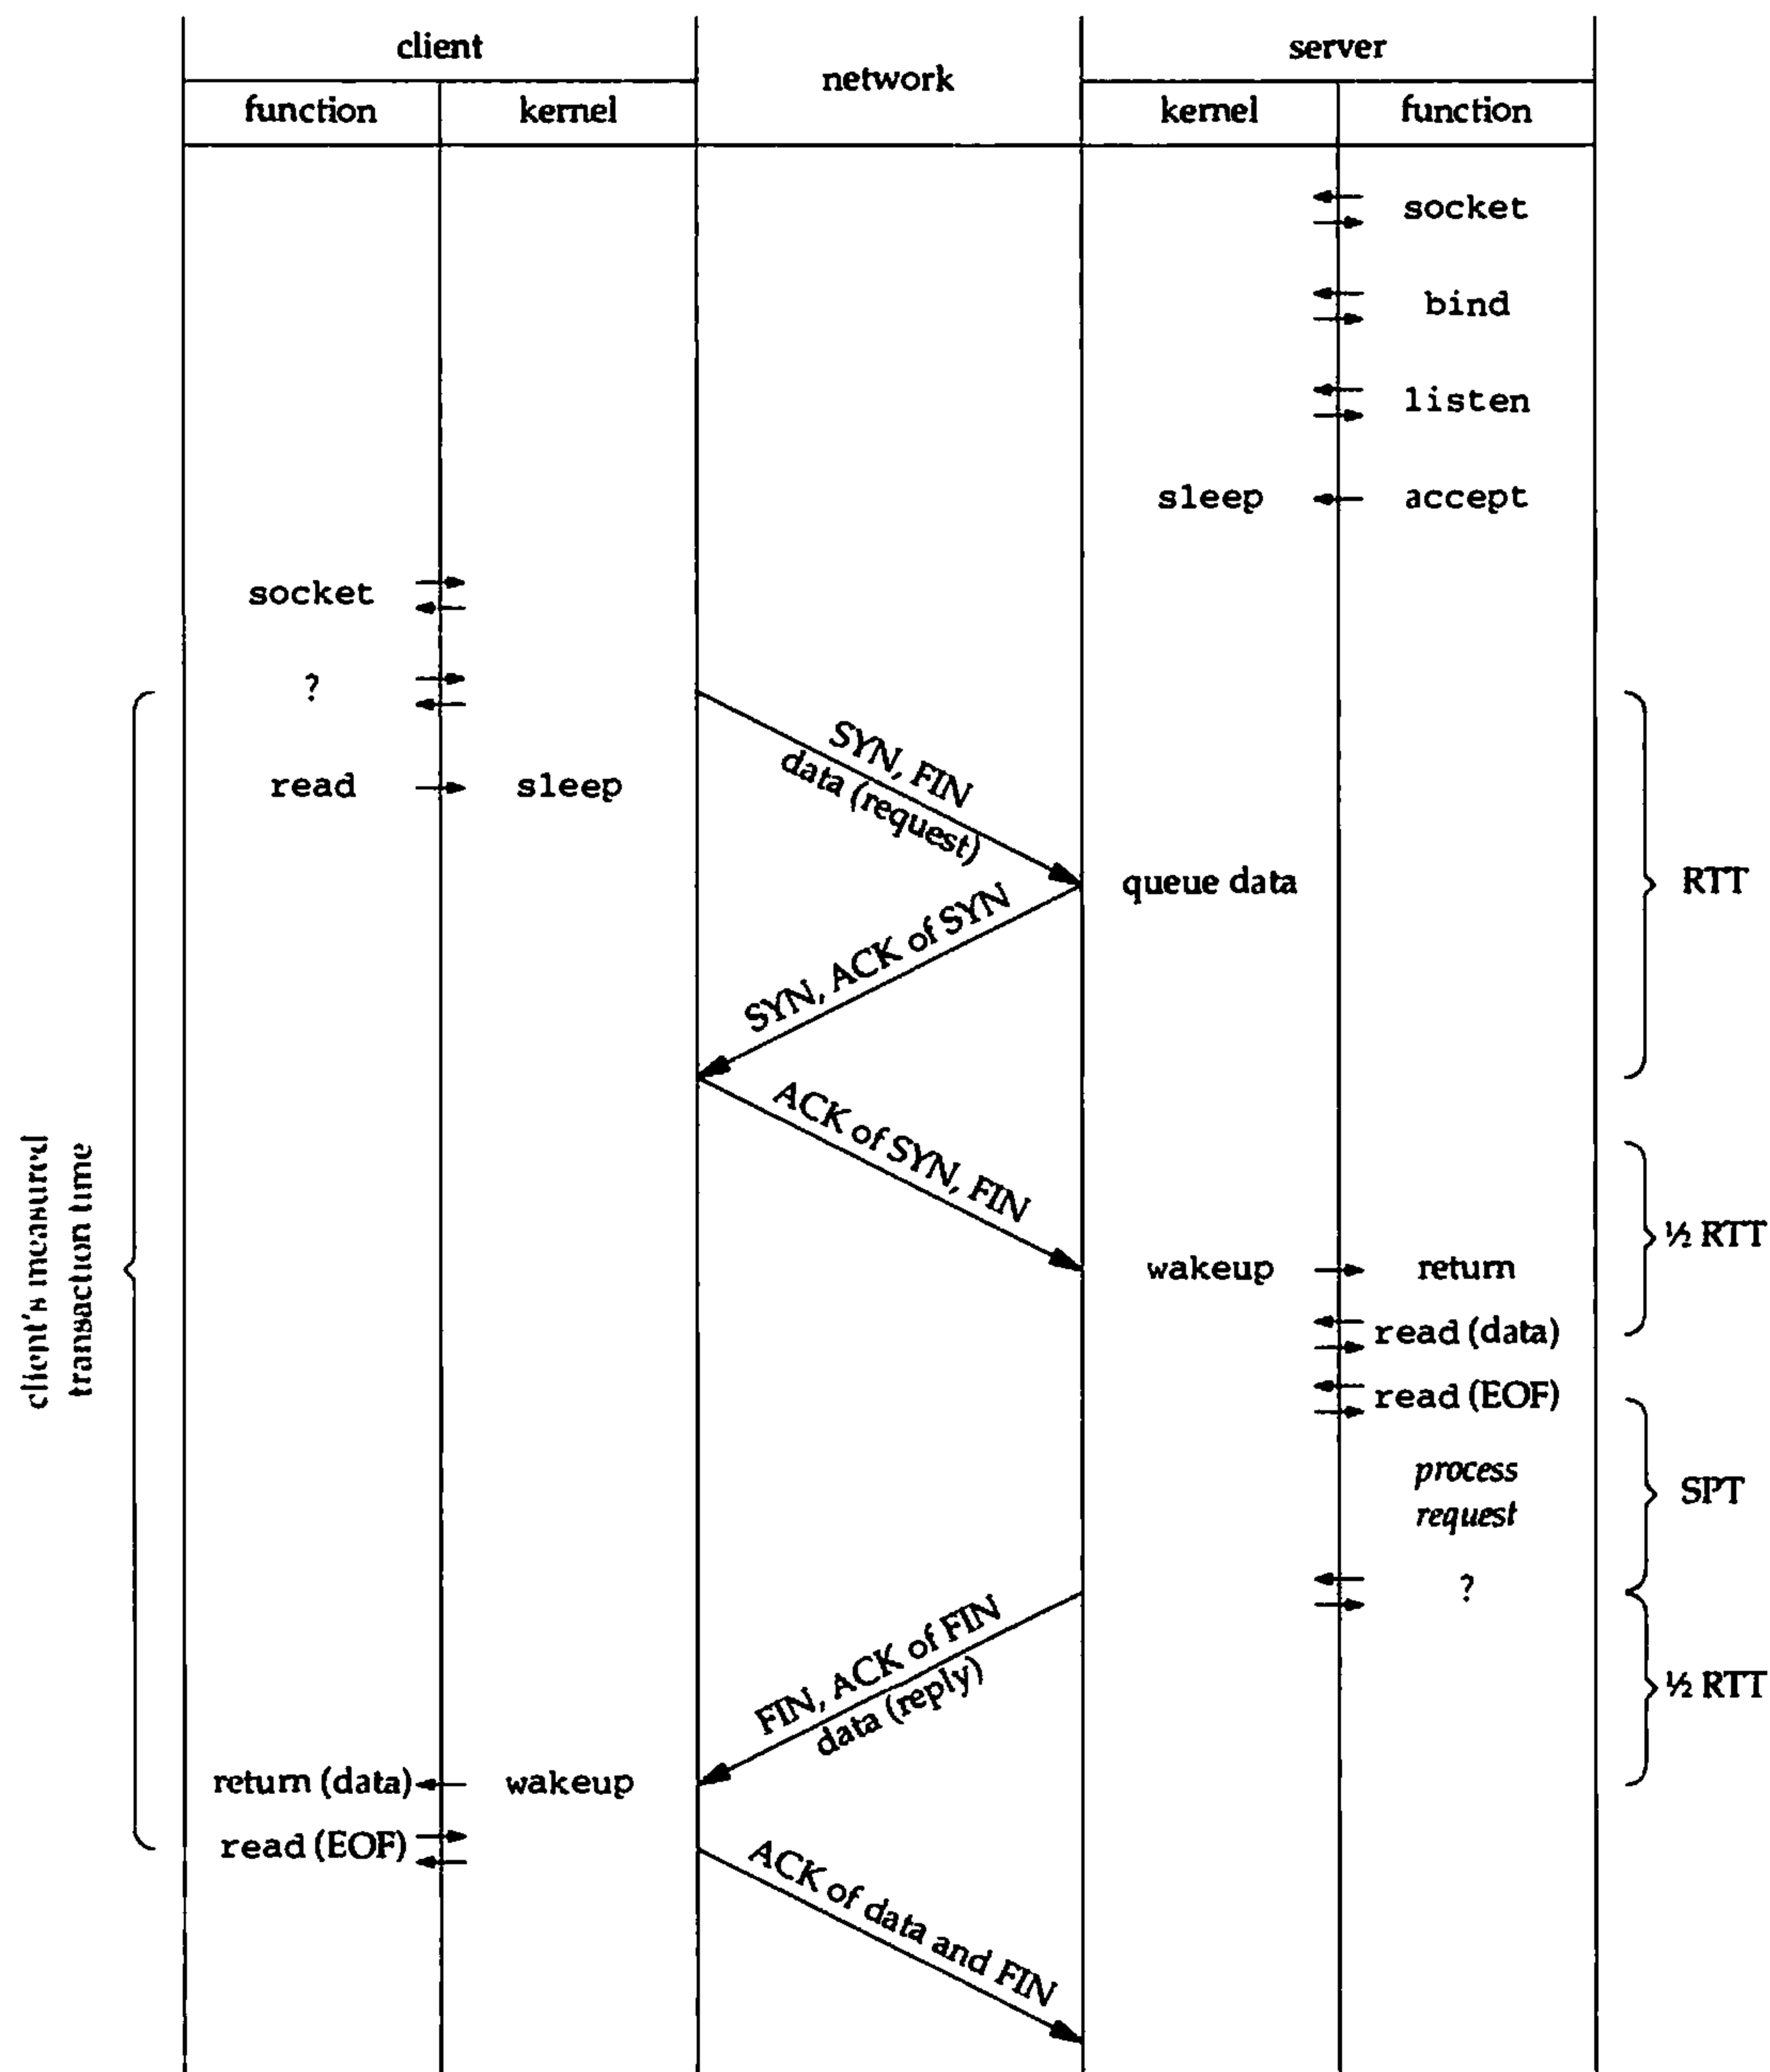 client
network
server
function
kernel
kernel
function
socket
bind
listen
sleep
accept
socket
?
SYN, FIN
data (request)
read
sleep
queue data
RTT
SYN, ACK of SYN
ACK of SYN, FIN
client's measured
transaction time
½ RTT
wakeup
return
read (data)
read (EOF)
process
request
SPT
?
FIN, ACK of FIN
data (reply)
½ RTT
return (data)
wakeup
read (EOF)
ACK of data and FIN